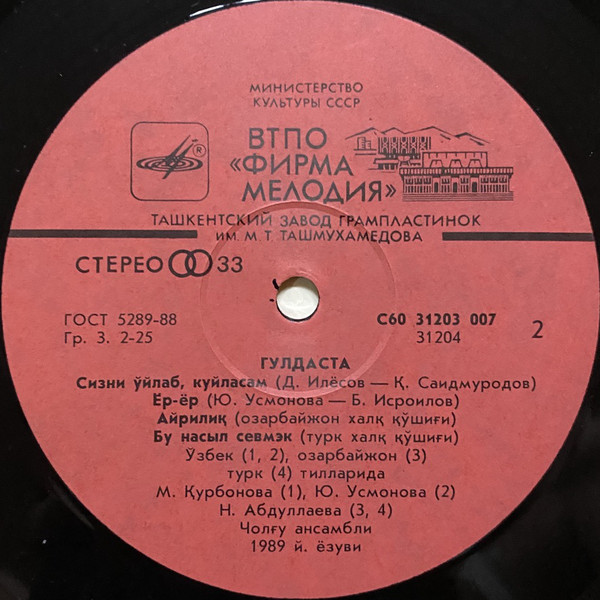 МИНИСТЕРСТВО
КУЛЬТУРЫ СССР
ВТПО
«ФИРМА
МЕЛОДИЯ»
ТАШКЕНТСКИЙ ЗАВОД ГРАМПЛАСТИНОК
ИМ. М. Т. ТАШМУХАМЕДОВА
СТЕРЕО 33
ГОСТ 5289-88
Гр. 3. 2-25
С60 31203 007
31204
2
ГУЛДАСТА
Сизни ўйлаб, куйласам (Д. Илёсов — Қ. Саидмуродов)
Ёр-ёр (Ю. Усмонова — Б. Исроилов)
Айрилиқ (озарбайжон халқ қўшиғи)
Бу насыл севмэк (турк халқ қўшиғи)
Ўзбек (1, 2), озарбайжон (3)
турк (4) тилларида
М. Қурбонова (1), Ю. Усмонова (2)
Н. Абдуллаева (3, 4)
Чолғу ансамбли
1989 й. ёзуви